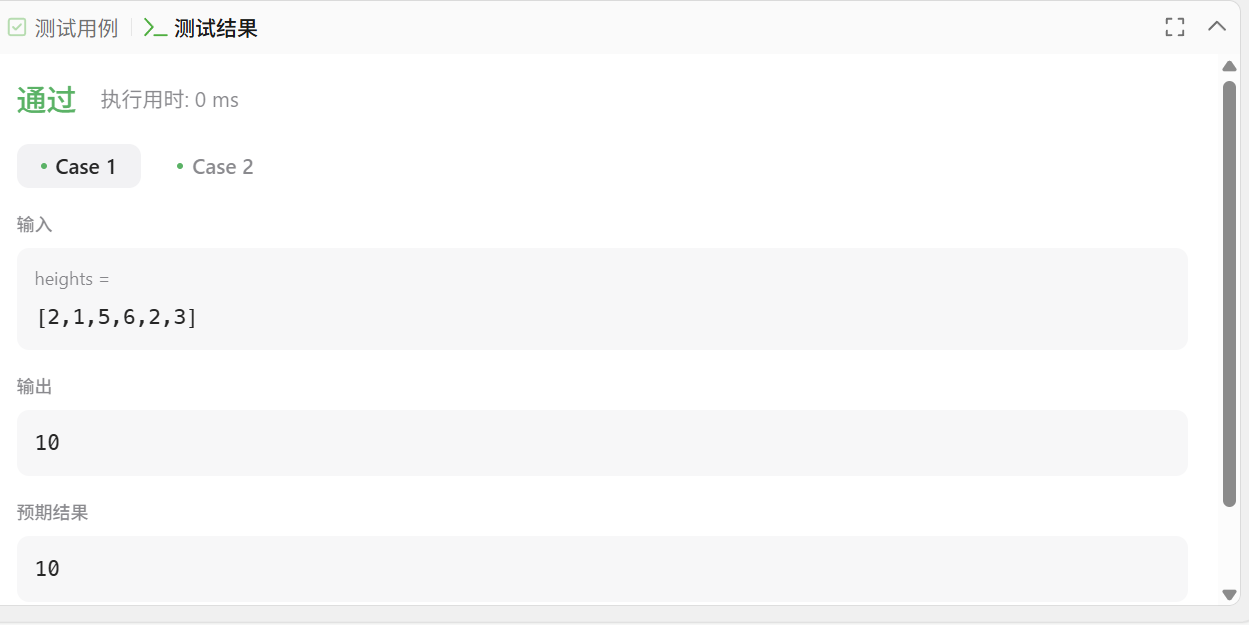 测试用例 测试结果
通过 执行用时: 0 ms
• Case 1 • Case 2
输入
heights =
[2,1,5,6,2,3]
输出
10
预期结果
10